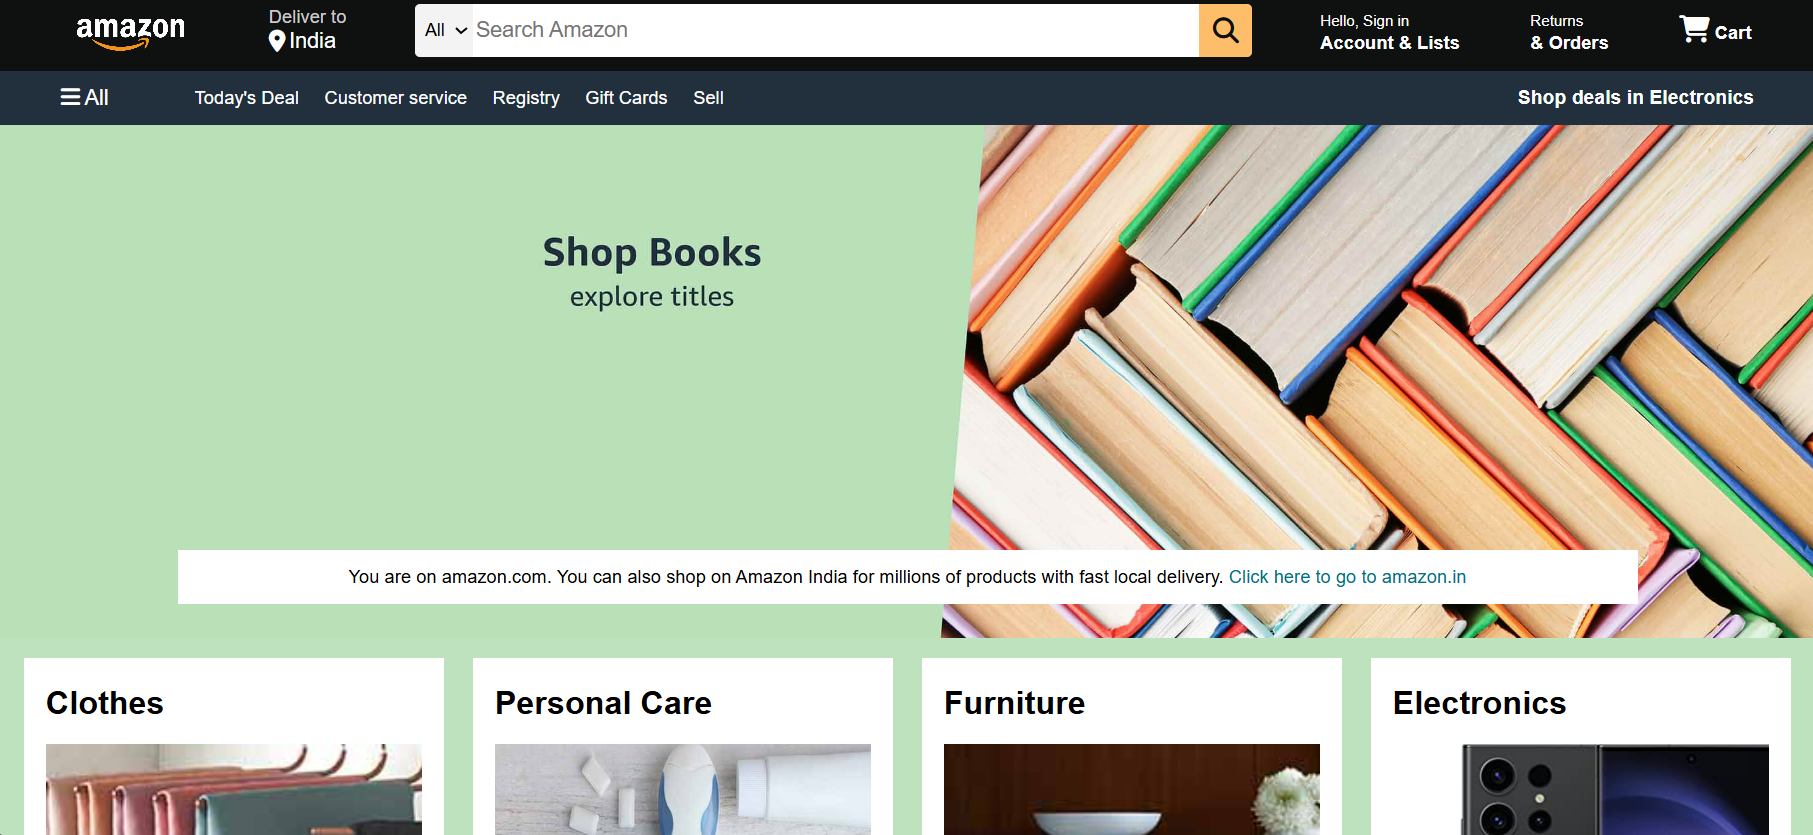 amazon
Deliver to
India
All
Search Amazon
Hello, Sign in
Account & Lists
Returns
& Orders
Cart
All
Today's Deal
Customer service
Registry
Gift Cards
Sell
Shop deals in Electronics
Shop Books
explore titles
You are on amazon.com. You can also shop on Amazon India for millions of products with fast local delivery. Click here to go to amazon.in
Clothes
Personal Care
Furniture
Electronics